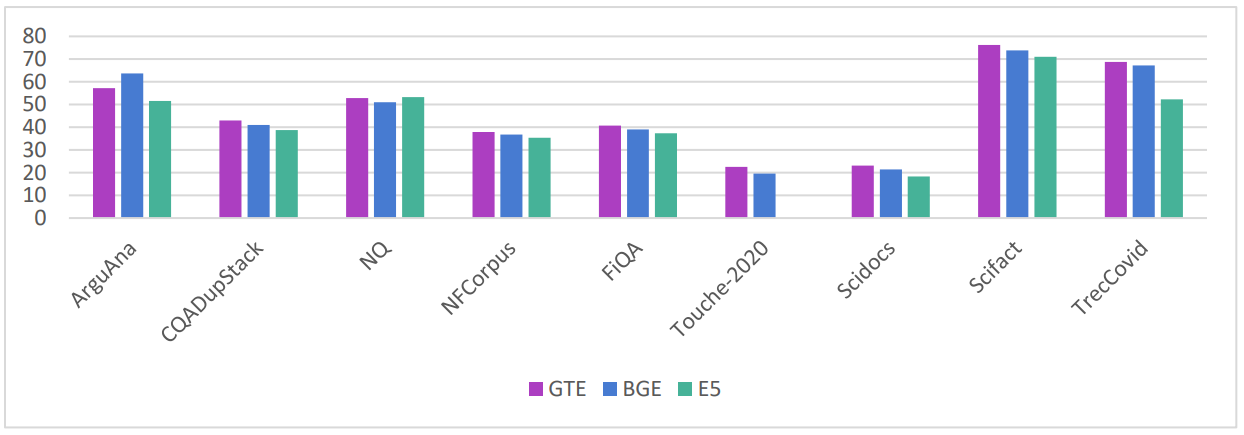 80
70
60
50
40
30
20
10
0
ArguAna
CQADupStack
NQ
NFCorpus
FiQA
Touche-2020
Scidocs
Scifact
TrecCovid
GTE BGE E5